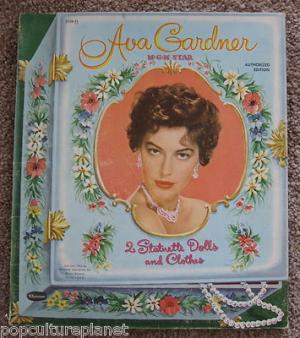 Ava Gardner
M•G•M STAR
AUTHORIZED
EDITION
2 Statuette Dolls
and Clothes
Whitman
popcultureplanet